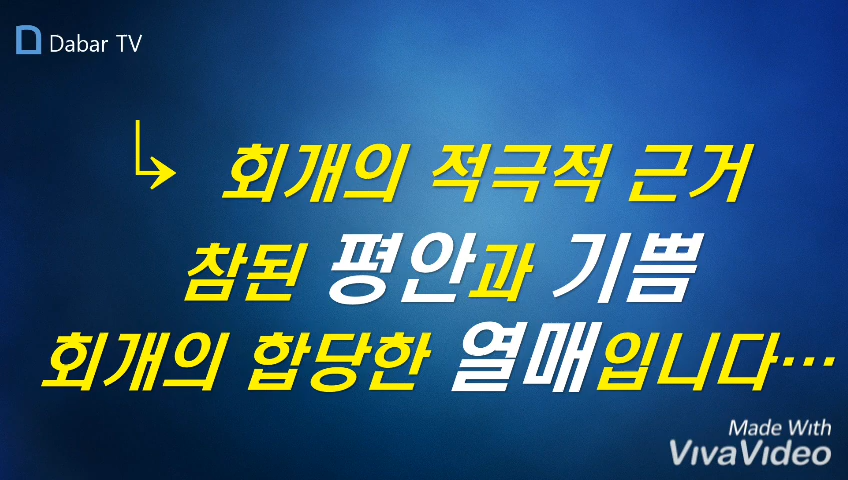 Dabar TV
회개의 적극적 근거
참된 평안과 기쁨
회개의 합당한 열매입니다…
Made With
VivaVideo